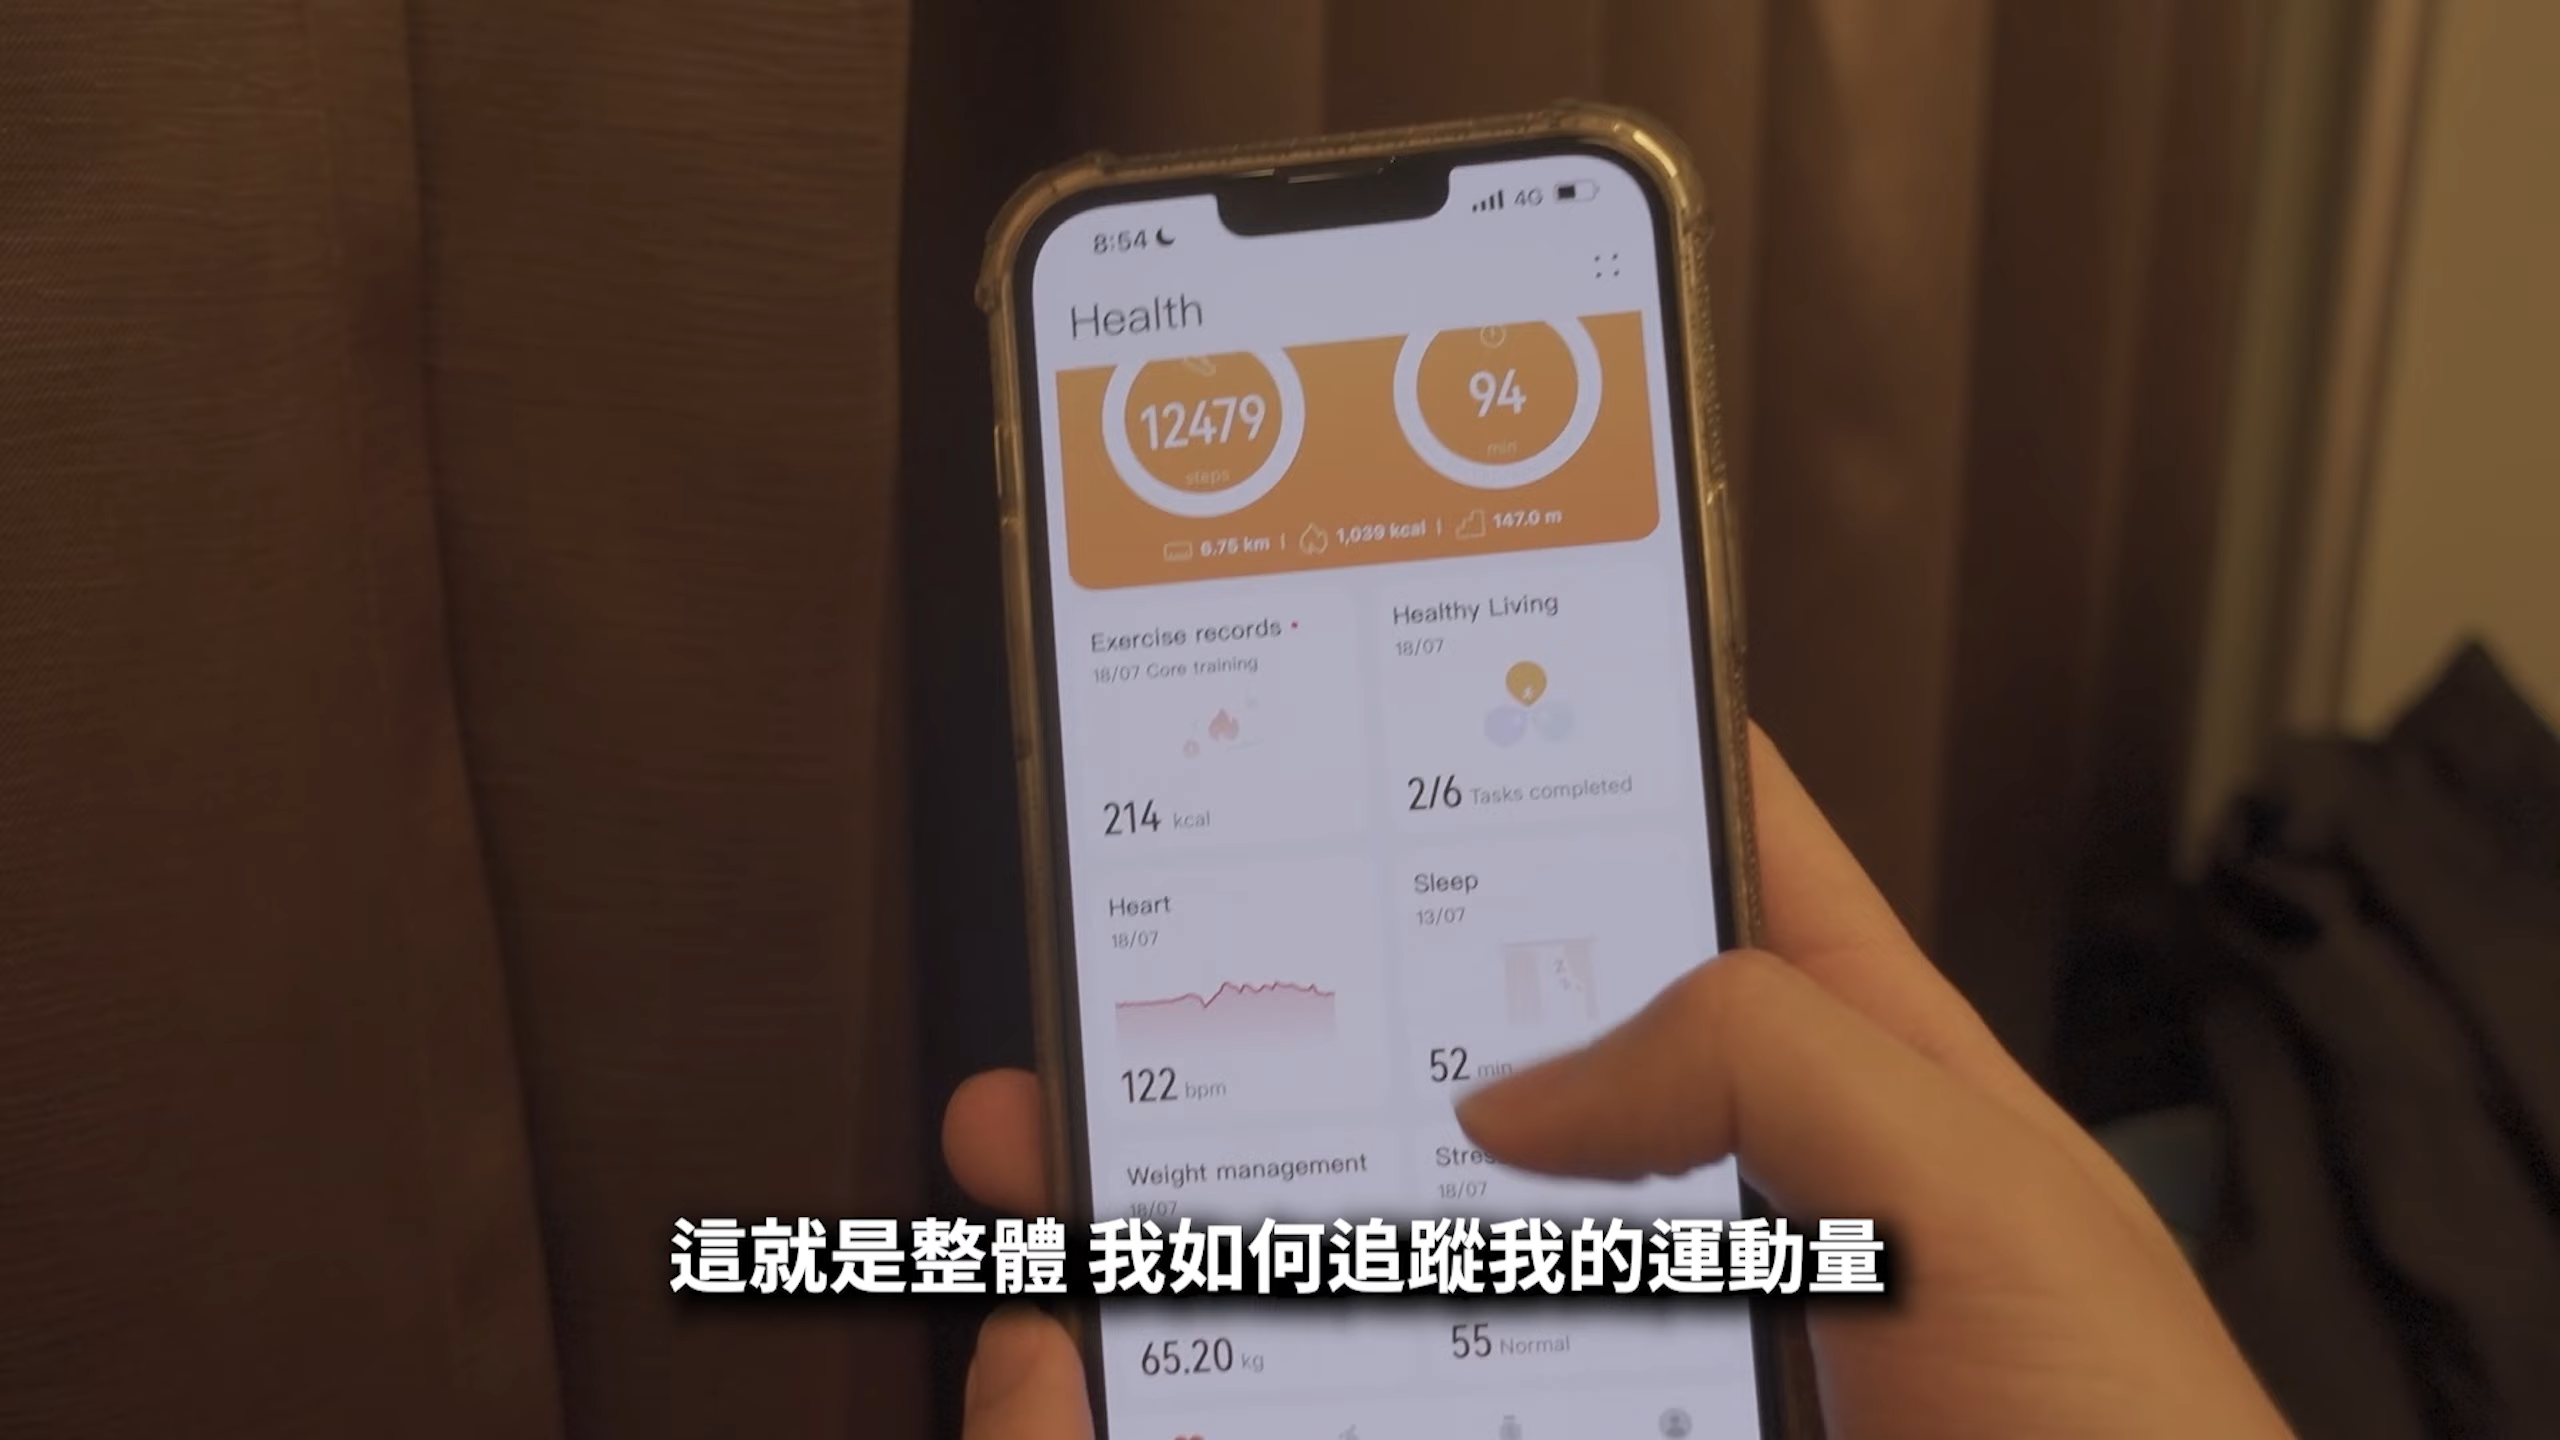 8:54
4G
Health
12479
steps
94
min
6.75 km | 1,039 kcal | 147.0 m
Exercise records
18/07 Core training
214 kcal
Healthy Living
18/07
2/6 Tasks completed
Heart
18/07
122 bpm
Sleep
13/07
52 min
Weight management
18/07
Stres
18/07
這就是整體 我如何追蹤我的運動量
65.20 kg
55 Normal